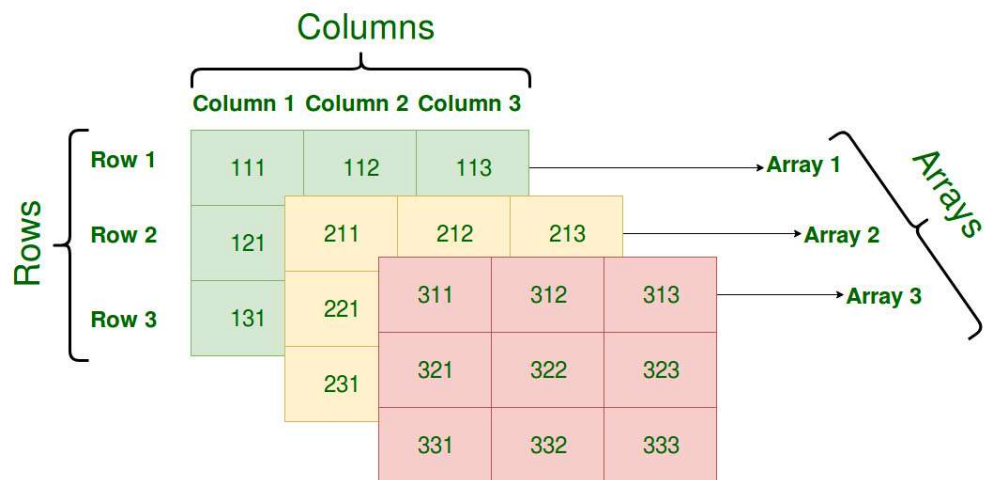 Columns
Column 1 Column 2 Column 3
Rows
Row 1
111 112 113
Array 1
Arrays
Row 2
121
211 212 213
Array 2
Row 3
131
221
311 312 313
Array 3
231
321 322 323
331 332 333